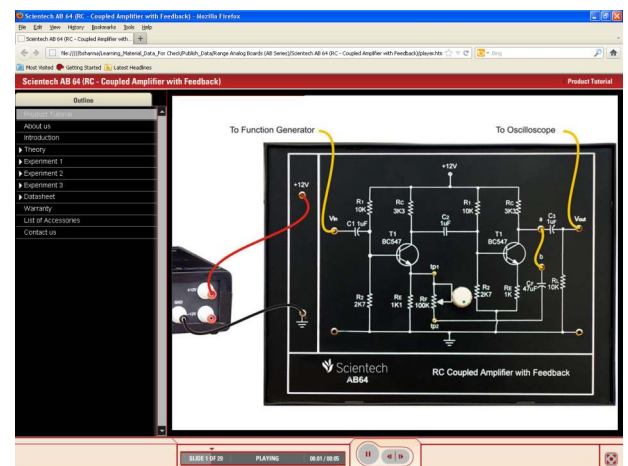 Scientech AB 64 (RC - Coupled Amplifier with Feedback) - Mozilla Firefox
File Edit View History Bookmarks Tools Help
Scientech AB 64 (RC - Coupled Amplifier with...
Bing
Most Visited Getting Started Latest Headlines
Scientech AB 64 (RC - Coupled Amplifier with Feedback) Product Tutorial
Outline
Product Tutorial
About us
Introduction
Theory
Experiment 1
Experiment 2
Experiment 3
Datasheet
Warranty
List of Accessories
Contact us
To Function Generator To Oscilloscope
+12V
+12V
R1 10K
RC 3K3
R1 10K
RC 3K3
Vin
C1 1uF
C2 1uF
C3 1uF
Vout
a
T1 BC547
T1 BC547
b
tp1
R2 2K7
RE 1K1
RF 100K
R2 2K7
RE 1K
CF 47uF
RL 10K
tp2
+12V
GND
-12V
Scientech
AB64
RC Coupled Amplifier with Feedback
SLIDE 1 OF 29 PLAYING 00:01 / 00:05